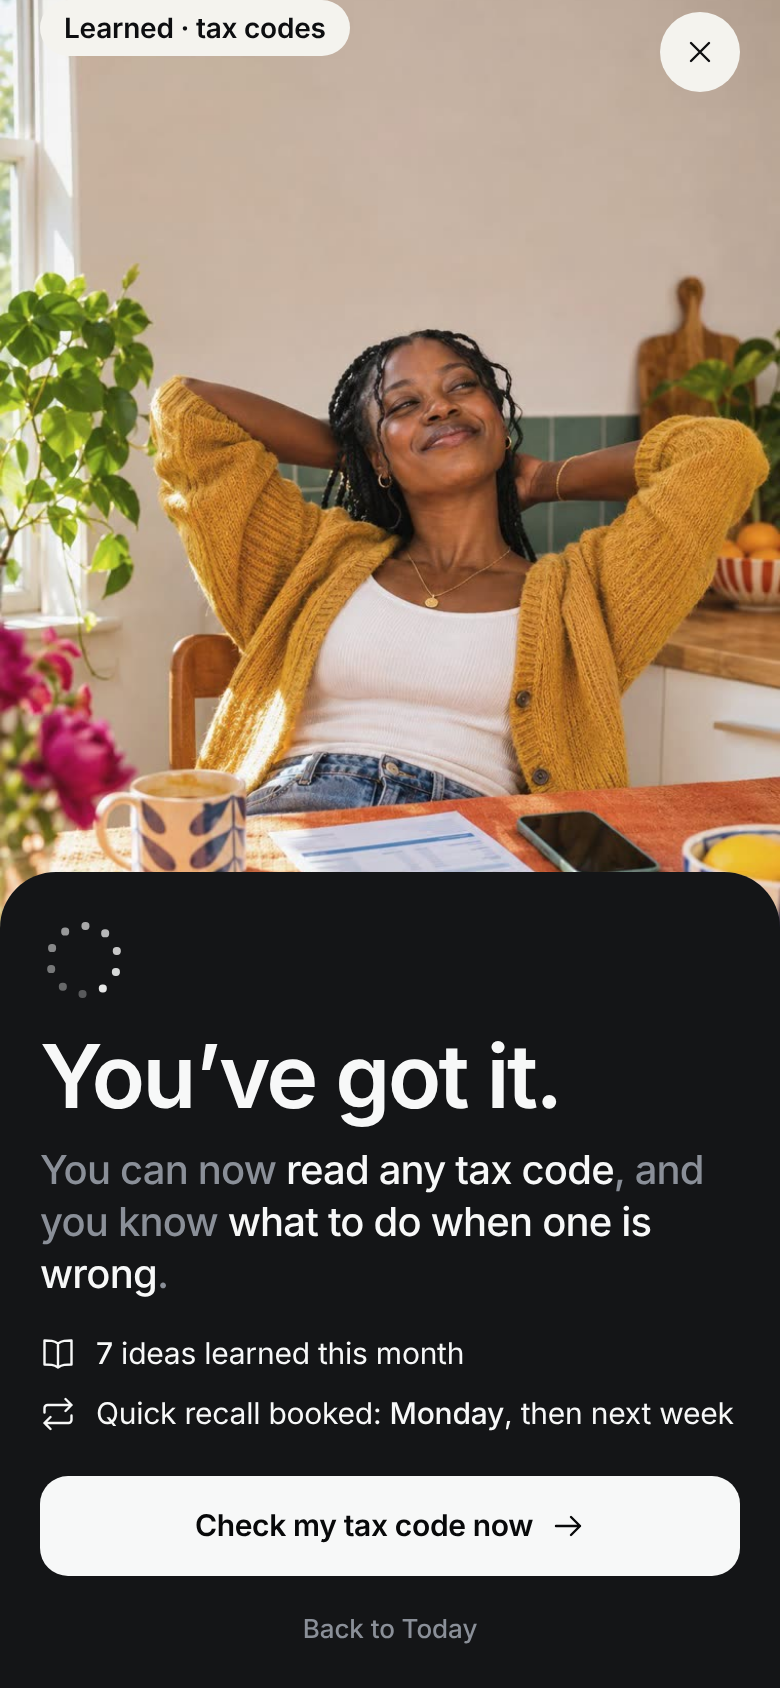 Learned · tax codes
You’ve got it.
You can now read any tax code, and
you know what to do when one is
wrong.
7 ideas learned this month
Quick recall booked: Monday, then next week
Check my tax code now
Back to Today